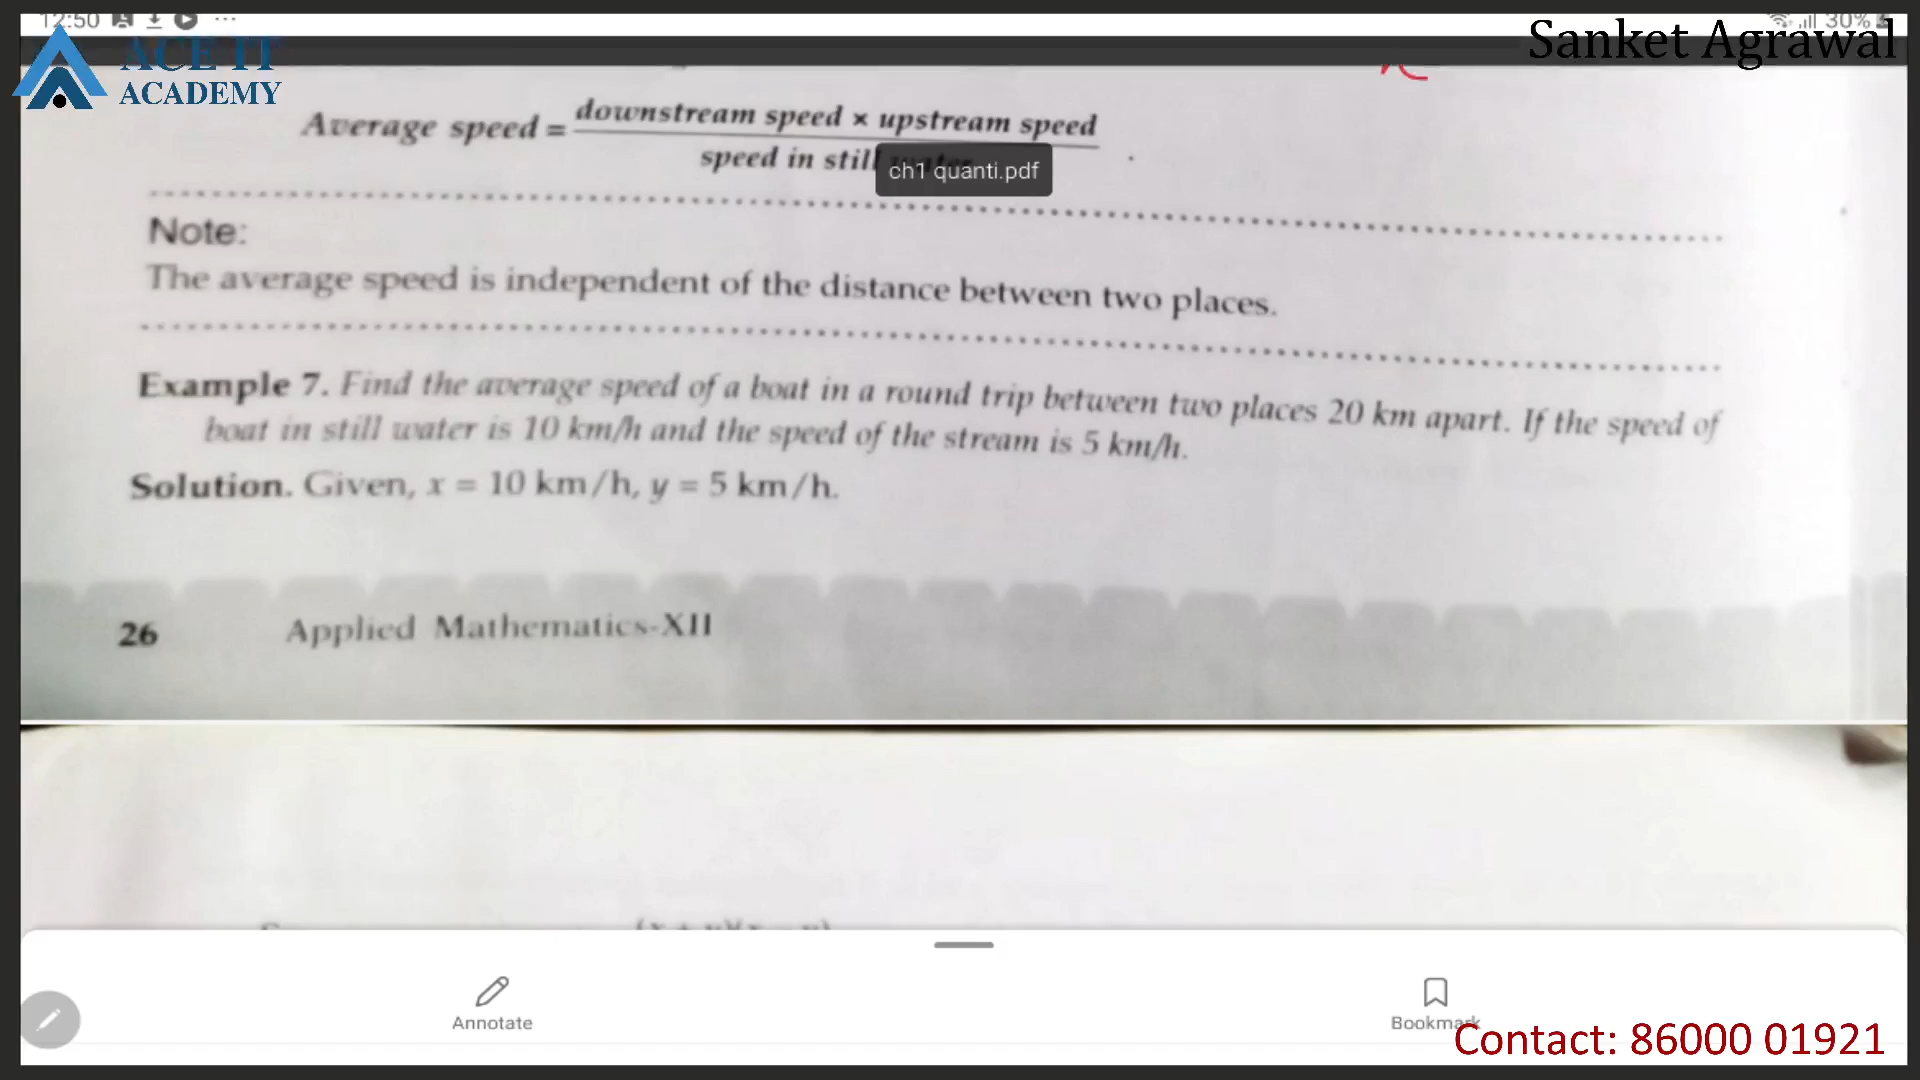 12:50
30%
Sanket Agrawal
ACE IT
ACADEMY
Average speed = downstream speed × upstream speed
speed in still
ch1 quanti.pdf
Note:
The average speed is independent of the distance between two places.
Example 7. Find the average speed of a boat in a round trip between two places 20 km apart. If the speed of
boat in still water is 10 km/h and the speed of the stream is 5 km/h.
Solution. Given, x = 10 km/h, y = 5 km/h.
26 Applied Mathematics-XII
Annotate
Bookmark
Contact: 86000 01921